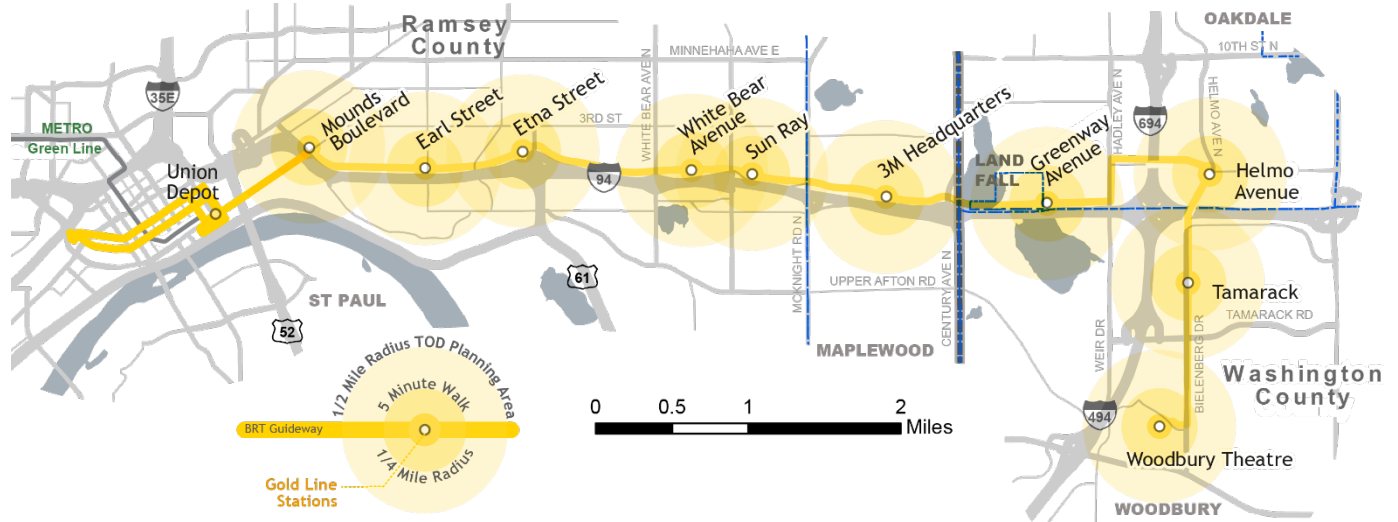 Ramsey
County
OAKDALE
10TH ST N
MINNEHAHA AVE E
35E
METRO
Green Line
Union
Depot
Mounds
Boulevard
Earl Street
Etna Street
3RD ST
WHITE BEAR AVE N
White Bear
Avenue
Sun Ray
3M Headquarters
LAND
FALL
Greenway
Avenue
HADLEY AVE N
694
HELMO AVE N
Helmo
Avenue
94
MCKNIGHT RD N
UPPER AFTON RD
CENTURY AVE N
61
52
ST PAUL
MAPLEWOOD
Tamarack
TAMARACK RD
WEIR DR
BIELENBERG DR
Washington
County
494
Woodbury Theatre
WOODBURY
1/2 Mile Radius TOD Planning Area
5 Minute Walk
BRT Guideway
1/4 Mile Radius
Gold Line
Stations
0 0.5 1 2
Miles